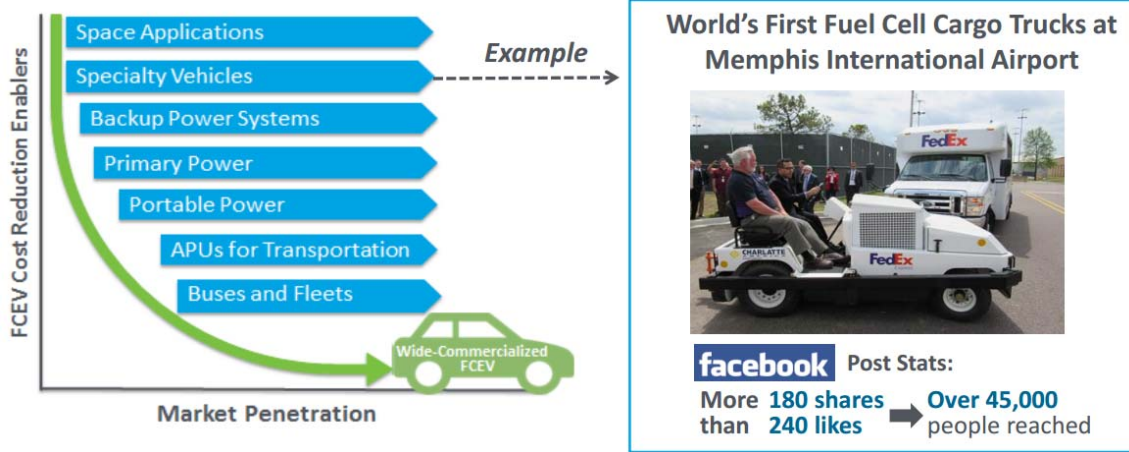 FCEV Cost Reduction Enablers
Space Applications
Specialty Vehicles
Backup Power Systems
Primary Power
Portable Power
APUs for Transportation
Buses and Fleets
Wide-Commercialized
FCEV
Market Penetration
Example
World's First Fuel Cell Cargo Trucks at
Memphis International Airport
FedEx
CHARLATTE
FedEx
facebook Post Stats:
More 180 shares Over 45,000
than 240 likes people reached